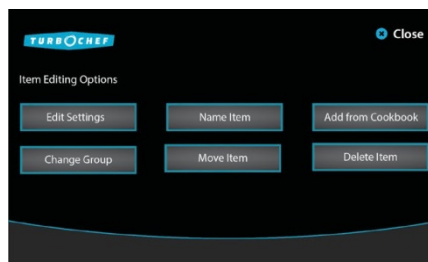 TURBOCHEF
Close
Item Editing Options
Edit Settings
Name Item
Add from Cookbook
Change Group
Move Item
Delete Item